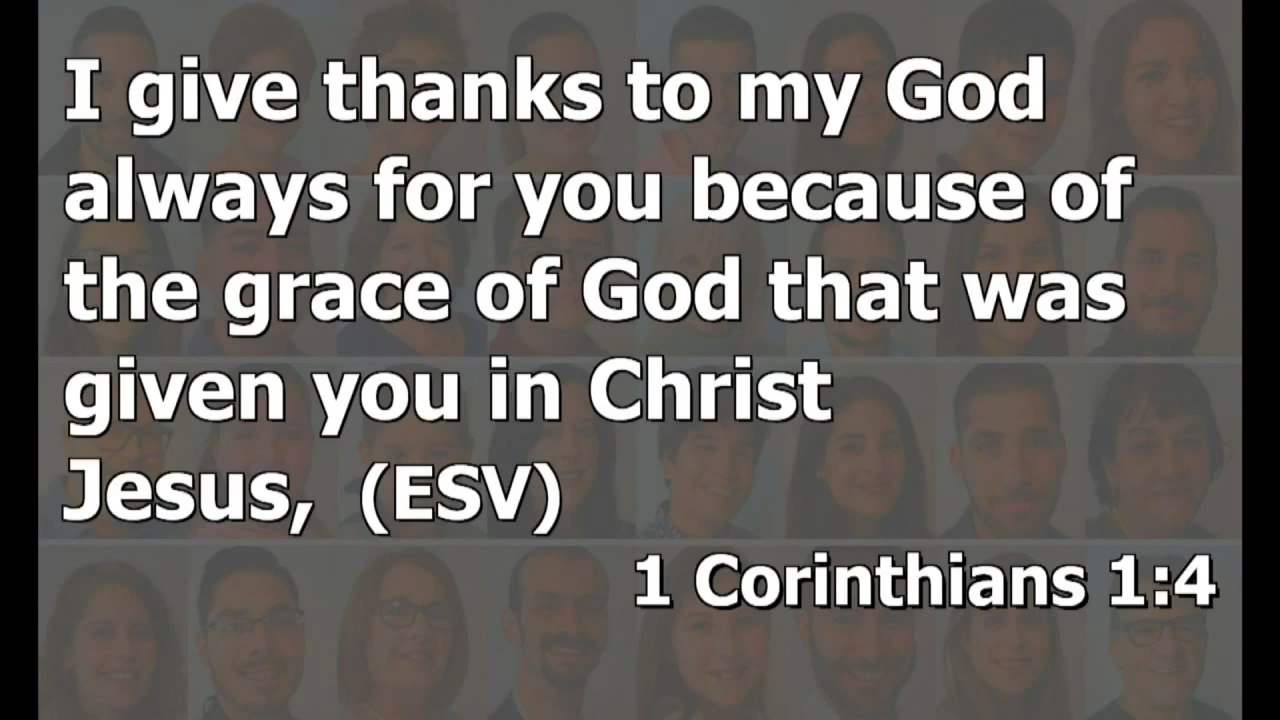 I give thanks to my God
always for you because of
the grace of God that was
given you in Christ
Jesus, (ESV)
1 Corinthians 1:4